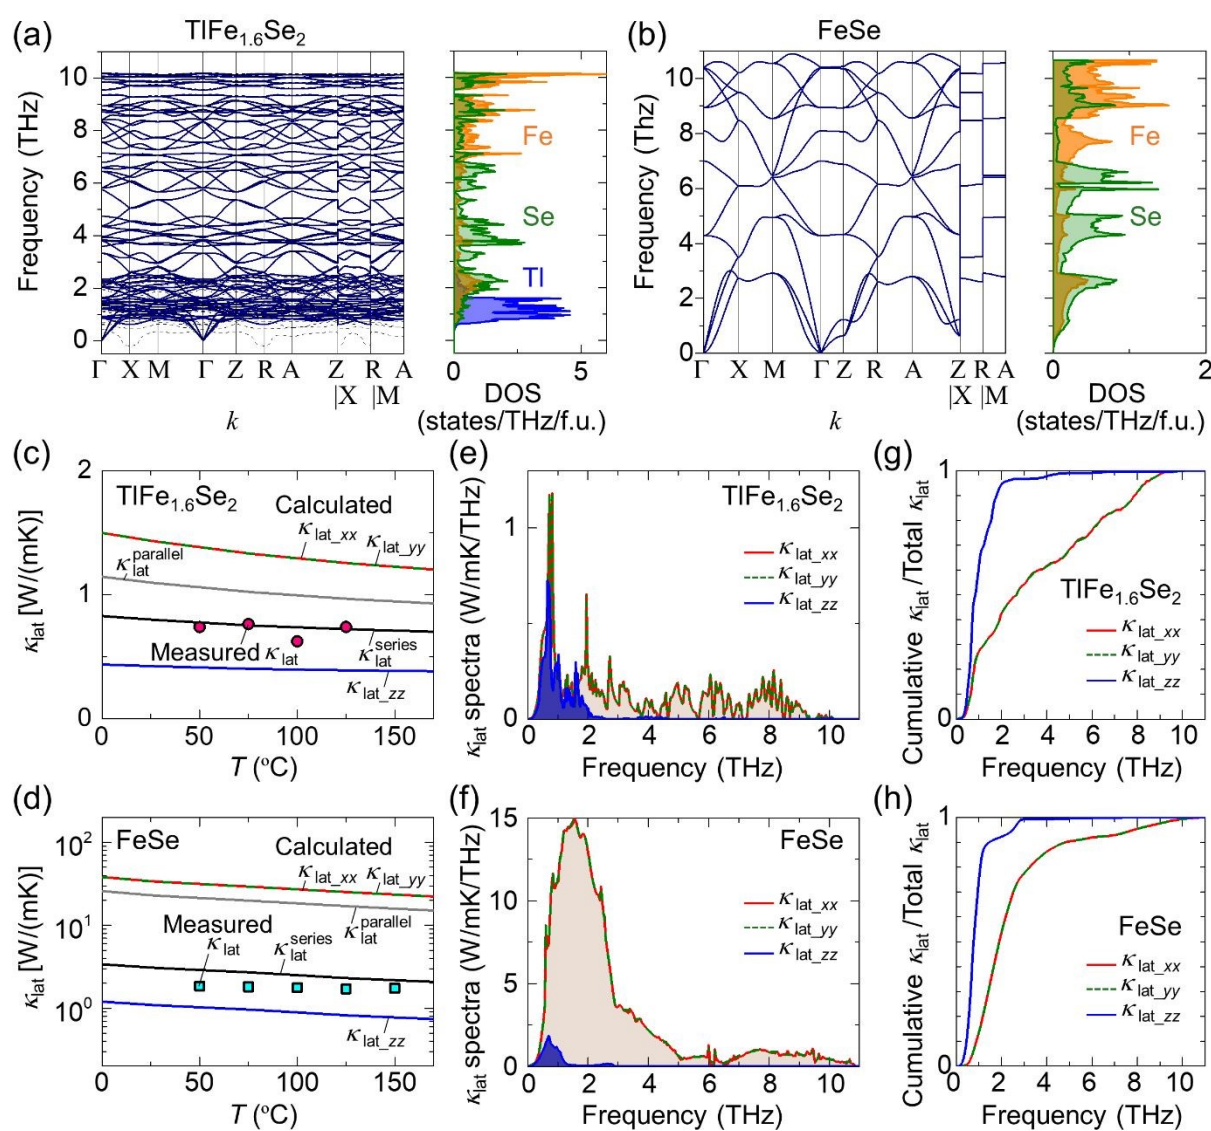 (a) TlFe1.6Se2
Frequency (THz)
10
8
6
4
2
0
Γ X M Γ Z R A Z R A
|X |M
k
Fe
Se
Tl
0 5
DOS
(states/THz/f.u.)
(b) FeSe
Frequency (Thz)
10
8
6
4
2
0
Γ X M Γ Z R A Z R A
|X |M
k
Fe
Se
0 1 2
DOS
(states/THz/f.u.)
(c)
TlFe1.6Se2
κlat [W/(mK)]
2
1
0
Calculated
κlat_xx κlat_yy
κlat parallel
Measured κlat
κlat series
κlat_zz
0 50 100 150
T (ºC)
(e)
TlFe1.6Se2
κlat spectra (W/mK/THz)
1
0
κlat_xx
κlat_yy
κlat_zz
0 2 4 6 8 10
Frequency (THz)
(g)
Cumulative κlat/Total κlat
1
0
TlFe1.6Se2
κlat_xx
κlat_yy
κlat_zz
0 2 4 6 8 10
Frequency (THz)
(d)
FeSe
κlat [W/(mK)]
10²
10¹
10⁰
Calculated
κlat_xx κlat_yy
Measured
κlat
κlat series
κlat parallel
κlat_zz
0 50 100 150
T (ºC)
(f)
FeSe
κlat spectra (W/mK/THz)
15
10
5
0
κlat_xx
κlat_yy
κlat_zz
0 2 4 6 8 10
Frequency (THz)
(h)
Cumulative κlat/Total κlat
1
0
FeSe
κlat_xx
κlat_yy
κlat_zz
0 2 4 6 8 10
Frequency (THz)